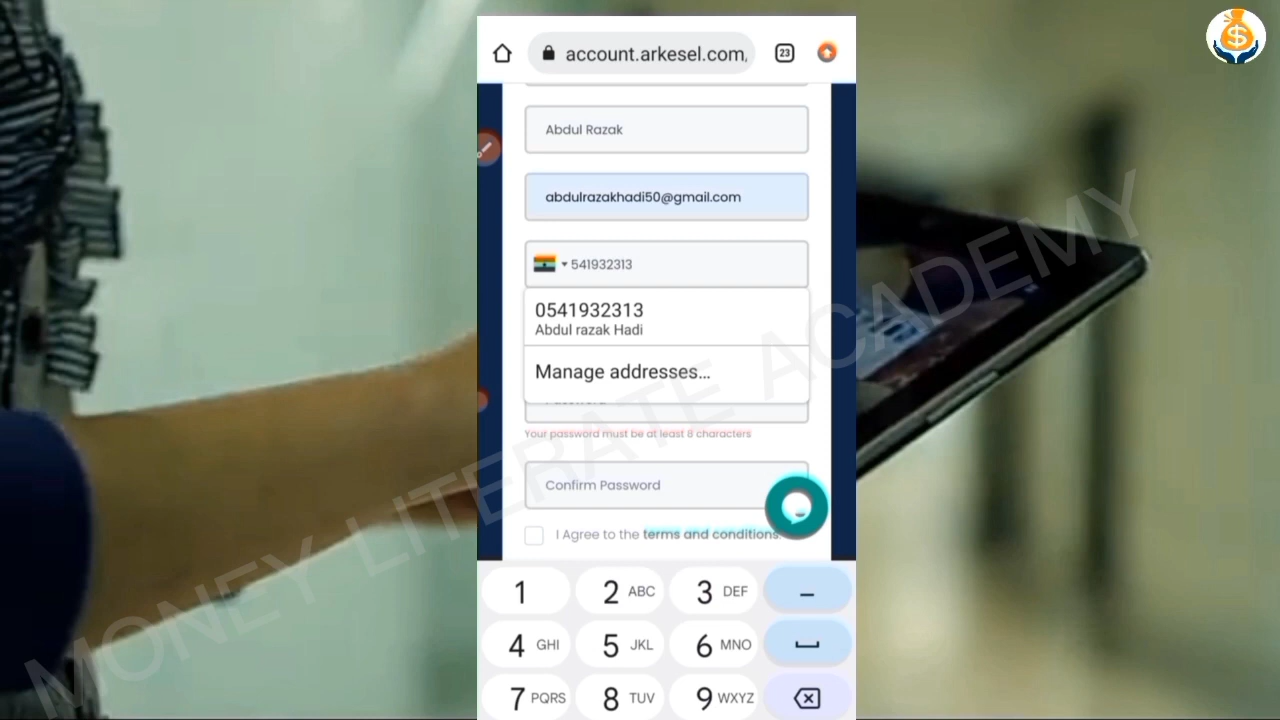 account.arkesel.com,
23
Abdul Razak
abdulrazakhadi50@gmail.com
541932313
0541932313
Abdul razak Hadi
Manage addresses...
Password
Your password must be at least 8 characters
Confirm Password
I Agree to the terms and conditions.
1
2 ABC
3 DEF
4 GHI
5 JKL
6 MNO
7 PQRS
8 TUV
9 WXYZ
MONEY LITERATE ACADEMY
$